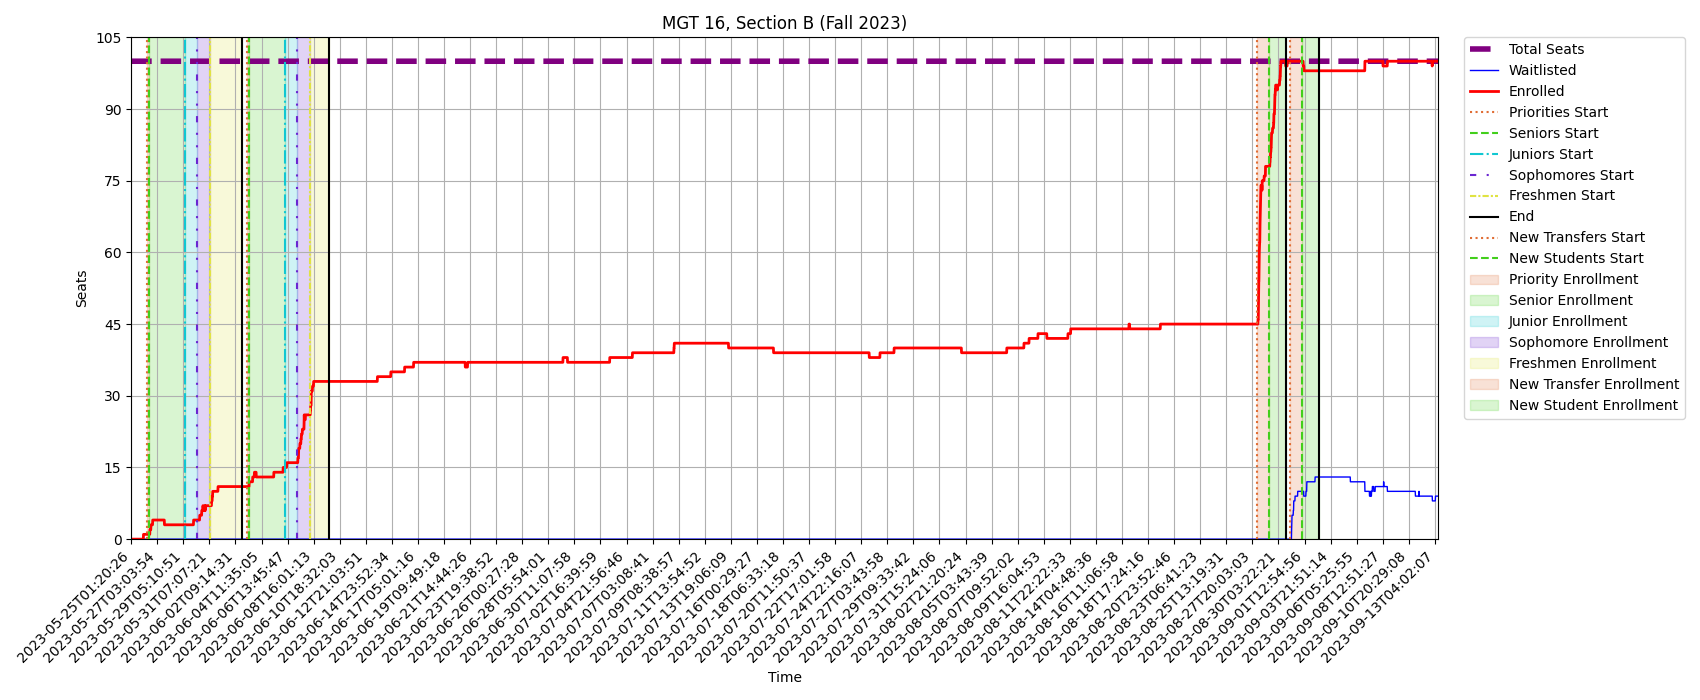 MGT 16, Section B (Fall 2023)
Seats
105
90
75
60
45
30
15
0
2023-05-25T01:20:26
2023-05-27T03:03:54
2023-05-29T05:10:51
2023-05-31T07:07:21
2023-06-02T09:14:31
2023-06-04T11:35:05
2023-06-06T13:45:47
2023-06-08T16:01:13
2023-06-10T18:32:03
2023-06-12T21:03:51
2023-06-14T23:52:34
2023-06-17T05:01:16
2023-06-19T09:49:18
2023-06-21T14:44:26
2023-06-23T19:38:52
2023-06-26T00:27:28
2023-06-28T05:54:01
2023-06-30T11:07:58
2023-07-02T16:39:59
2023-07-04T21:56:46
2023-07-07T03:08:41
2023-07-09T08:38:57
2023-07-11T13:54:52
2023-07-13T19:06:09
2023-07-16T00:29:27
2023-07-18T06:33:18
2023-07-20T11:50:37
2023-07-22T17:01:58
2023-07-24T22:16:07
2023-07-27T03:43:58
2023-07-29T09:33:42
2023-07-31T15:24:06
2023-08-02T21:20:24
2023-08-05T03:43:39
2023-08-07T09:52:02
2023-08-09T16:04:53
2023-08-11T22:22:33
2023-08-14T04:48:36
2023-08-16T11:06:58
2023-08-18T17:24:16
2023-08-20T23:52:46
2023-08-23T06:41:23
2023-08-25T13:19:31
2023-08-27T20:03:03
2023-08-30T03:22:21
2023-09-01T12:54:56
2023-09-03T21:51:14
2023-09-06T05:25:55
2023-09-08T12:51:27
2023-09-10T20:29:08
2023-09-13T04:02:07
Time
Total Seats
Waitlisted
Enrolled
Priorities Start
Seniors Start
Juniors Start
Sophomores Start
Freshmen Start
End
New Transfers Start
New Students Start
Priority Enrollment
Senior Enrollment
Junior Enrollment
Sophomore Enrollment
Freshmen Enrollment
New Transfer Enrollment
New Student Enrollment